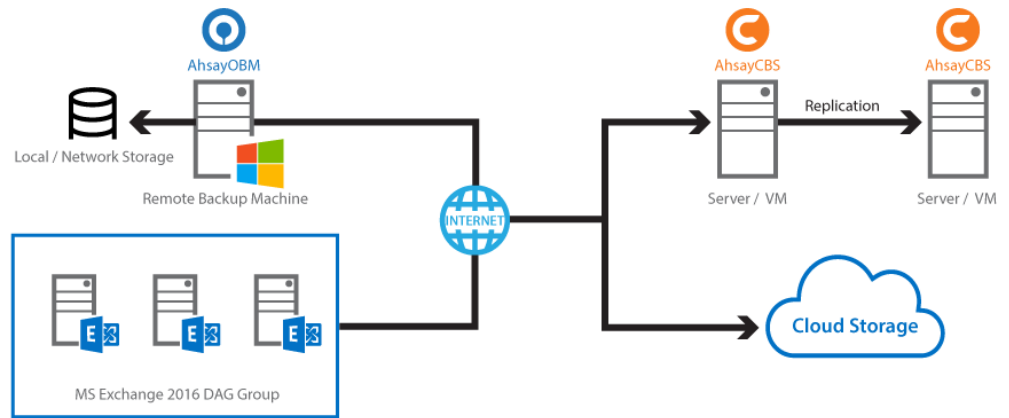 AhsayOBM
AhsayCBS
AhsayCBS
Replication
Local / Network Storage
Remote Backup Machine
Server / VM
Server / VM
INTERNET
E
E
E
Cloud Storage
MS Exchange 2016 DAG Group